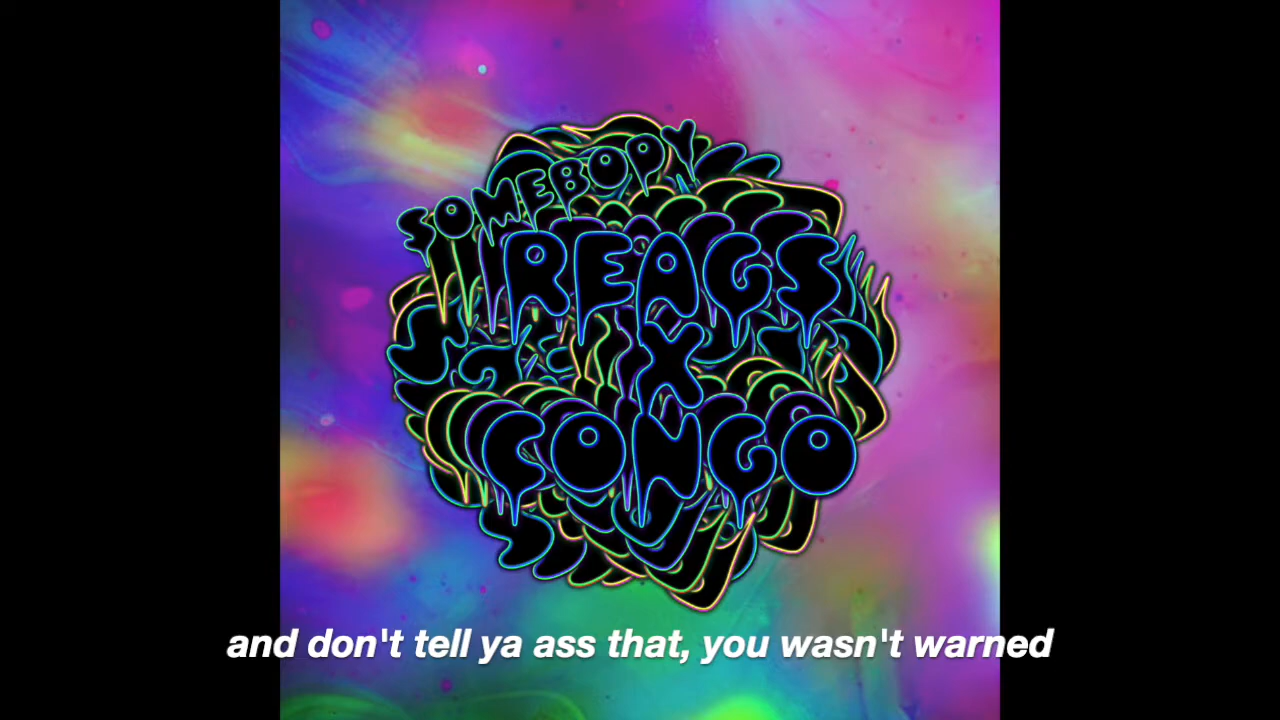 SOMEBODY
REAGS
X
CONGO
and don't tell ya ass that, you wasn't warned